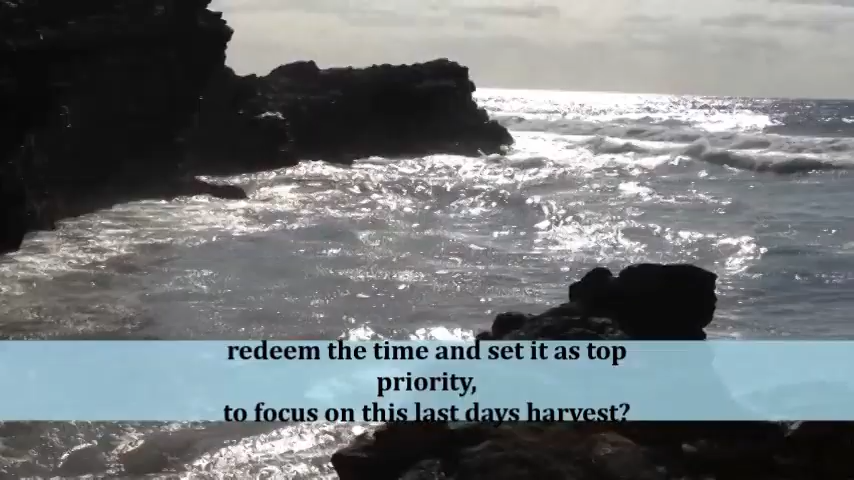 redeem the time and set it as top
priority,
to focus on this last days harvest?